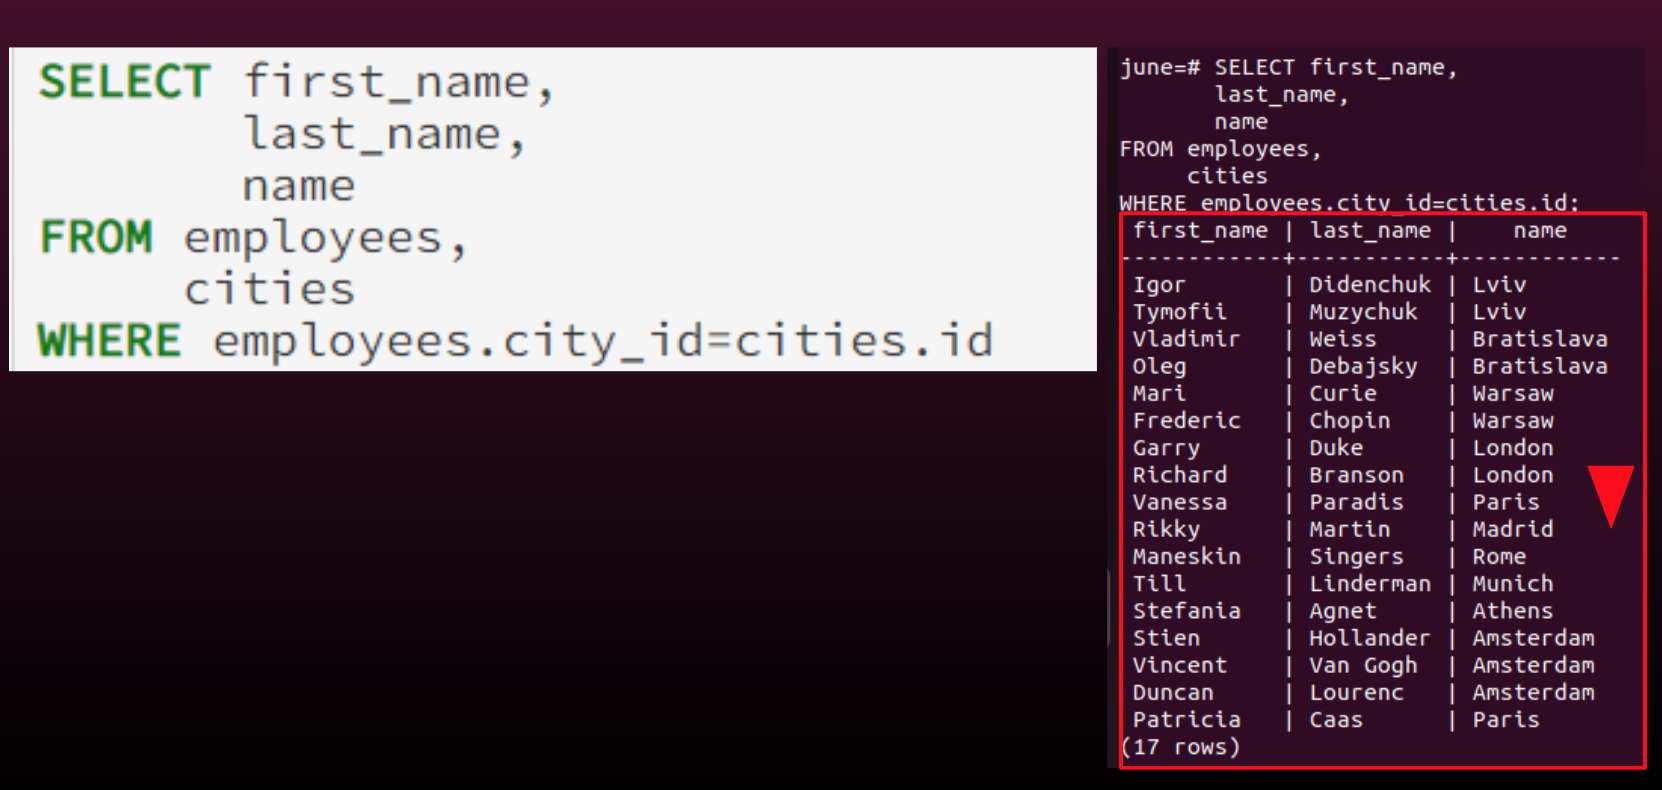 SELECT first_name,
last_name,
name
FROM employees,
cities
WHERE employees.city_id=cities.id
june=# SELECT first_name,
last_name,
name
FROM employees,
cities
WHERE employees.city_id=cities.id;
first_name | last_name | name
------------+-----------+------------
Igor | Didenchuk | Lviv
Tymofii | Muzychuk | Lviv
Vladimir | Weiss | Bratislava
Oleg | Debajsky | Bratislava
Mari | Curie | Warsaw
Frederic | Chopin | Warsaw
Garry | Duke | London
Richard | Branson | London
Vanessa | Paradis | Paris
Rikky | Martin | Madrid
Maneskin | Singers | Rome
Till | Linderman | Munich
Stefania | Agnet | Athens
Stien | Hollander | Amsterdam
Vincent | Van Gogh | Amsterdam
Duncan | Lourenc | Amsterdam
Patricia | Caas | Paris
(17 rows)